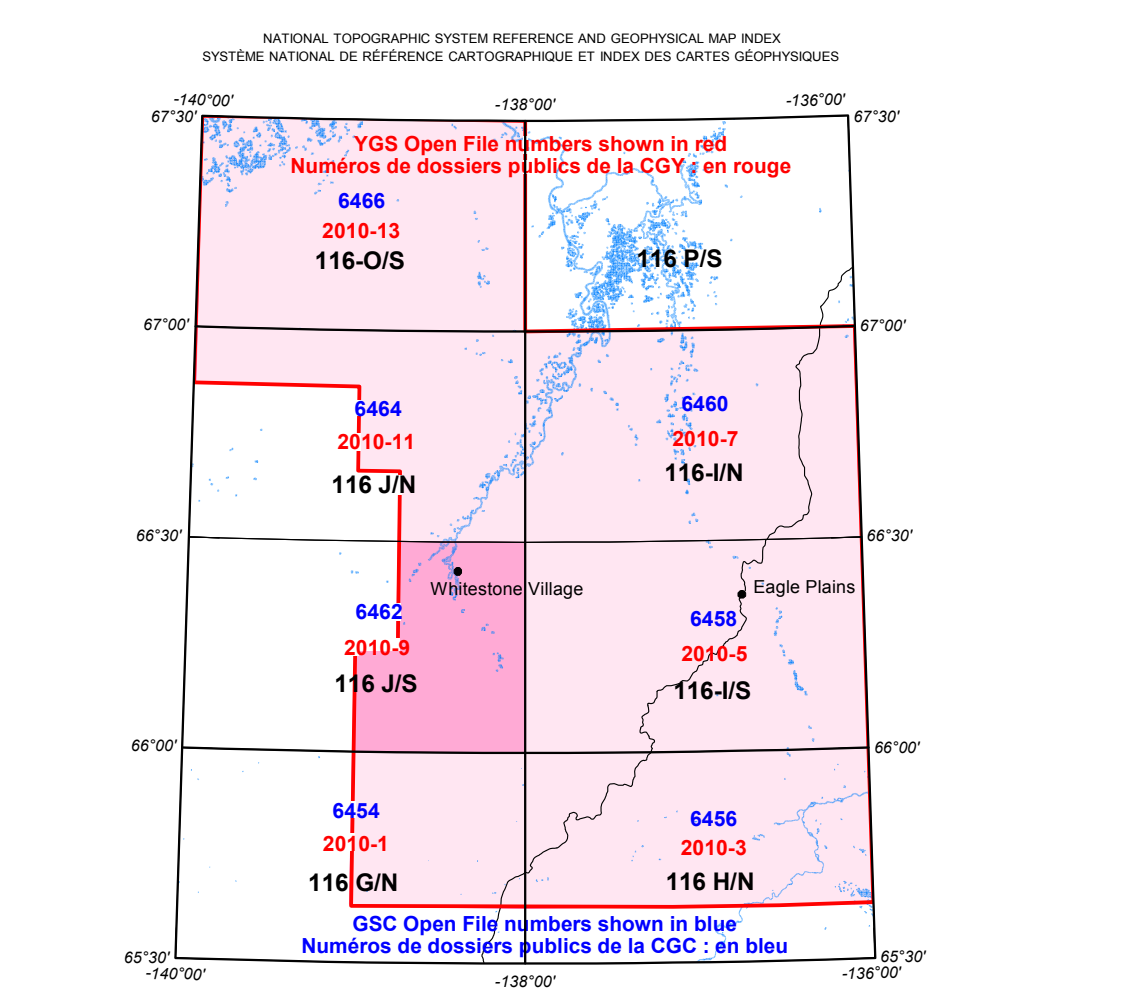 NATIONAL TOPOGRAPHIC SYSTEM REFERENCE AND GEOPHYSICAL MAP INDEX
SYSTÈME NATIONAL DE RÉFÉRENCE CARTOGRAPHIQUE ET INDEX DES CARTES GÉOPHYSIQUES
-140°00'
-138°00'
-136°00'
67°30'
67°30'
YGS Open File numbers shown in red
Numéros de dossiers publics de la CGY : en rouge
6466
2010-13
116-O/S
116 P/S
67°00'
67°00'
6464
2010-11
116 J/N
6460
2010-7
116-I/N
66°30'
66°30'
Whitestone Village
Eagle Plains
6462
2010-9
116 J/S
6458
2010-5
116-I/S
66°00'
66°00'
6454
2010-1
116 G/N
6456
2010-3
116 H/N
GSC Open File numbers shown in blue
Numéros de dossiers publics de la CGC : en bleu
65°30'
65°30'
-140°00'
-138°00'
-136°00'